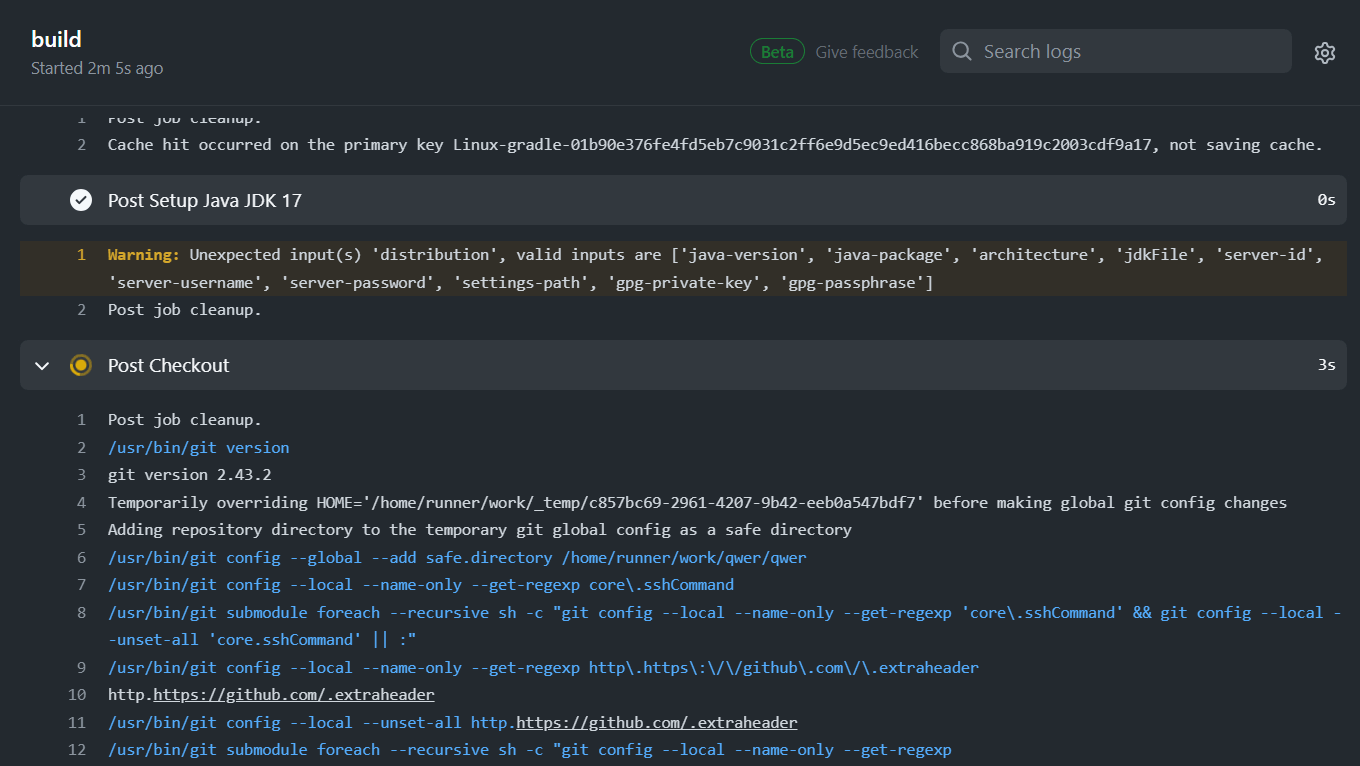 build
Started 2m 5s ago
Beta
Give feedback
Search logs
1 Post job cleanup.
2 Cache hit occurred on the primary key Linux-gradle-01b90e376fe4fd5eb7c9031c2ff6e9d5ec9ed416becc868ba919c2003cdf9a17, not saving cache.
Post Setup Java JDK 17 0s
1 Warning: Unexpected input(s) 'distribution', valid inputs are ['java-version', 'java-package', 'architecture', 'jdkFile', 'server-id',
'server-username', 'server-password', 'settings-path', 'gpg-private-key', 'gpg-passphrase']
2 Post job cleanup.
Post Checkout 3s
1 Post job cleanup.
2 /usr/bin/git version
3 git version 2.43.2
4 Temporarily overriding HOME='/home/runner/work/_temp/c857bc69-2961-4207-9b42-eeb0a547bdf7' before making global git config changes
5 Adding repository directory to the temporary git global config as a safe directory
6 /usr/bin/git config --global --add safe.directory /home/runner/work/qwer/qwer
7 /usr/bin/git config --local --name-only --get-regexp core\.sshCommand
8 /usr/bin/git submodule foreach --recursive sh -c "git config --local --name-only --get-regexp 'core\.sshCommand' && git config --local -
-unset-all 'core.sshCommand' || :"
9 /usr/bin/git config --local --name-only --get-regexp http\.https\:\/\/github\.com\/\.extraheader
10 http.https://github.com/.extraheader
11 /usr/bin/git config --local --unset-all http.https://github.com/.extraheader
12 /usr/bin/git submodule foreach --recursive sh -c "git config --local --name-only --get-regexp